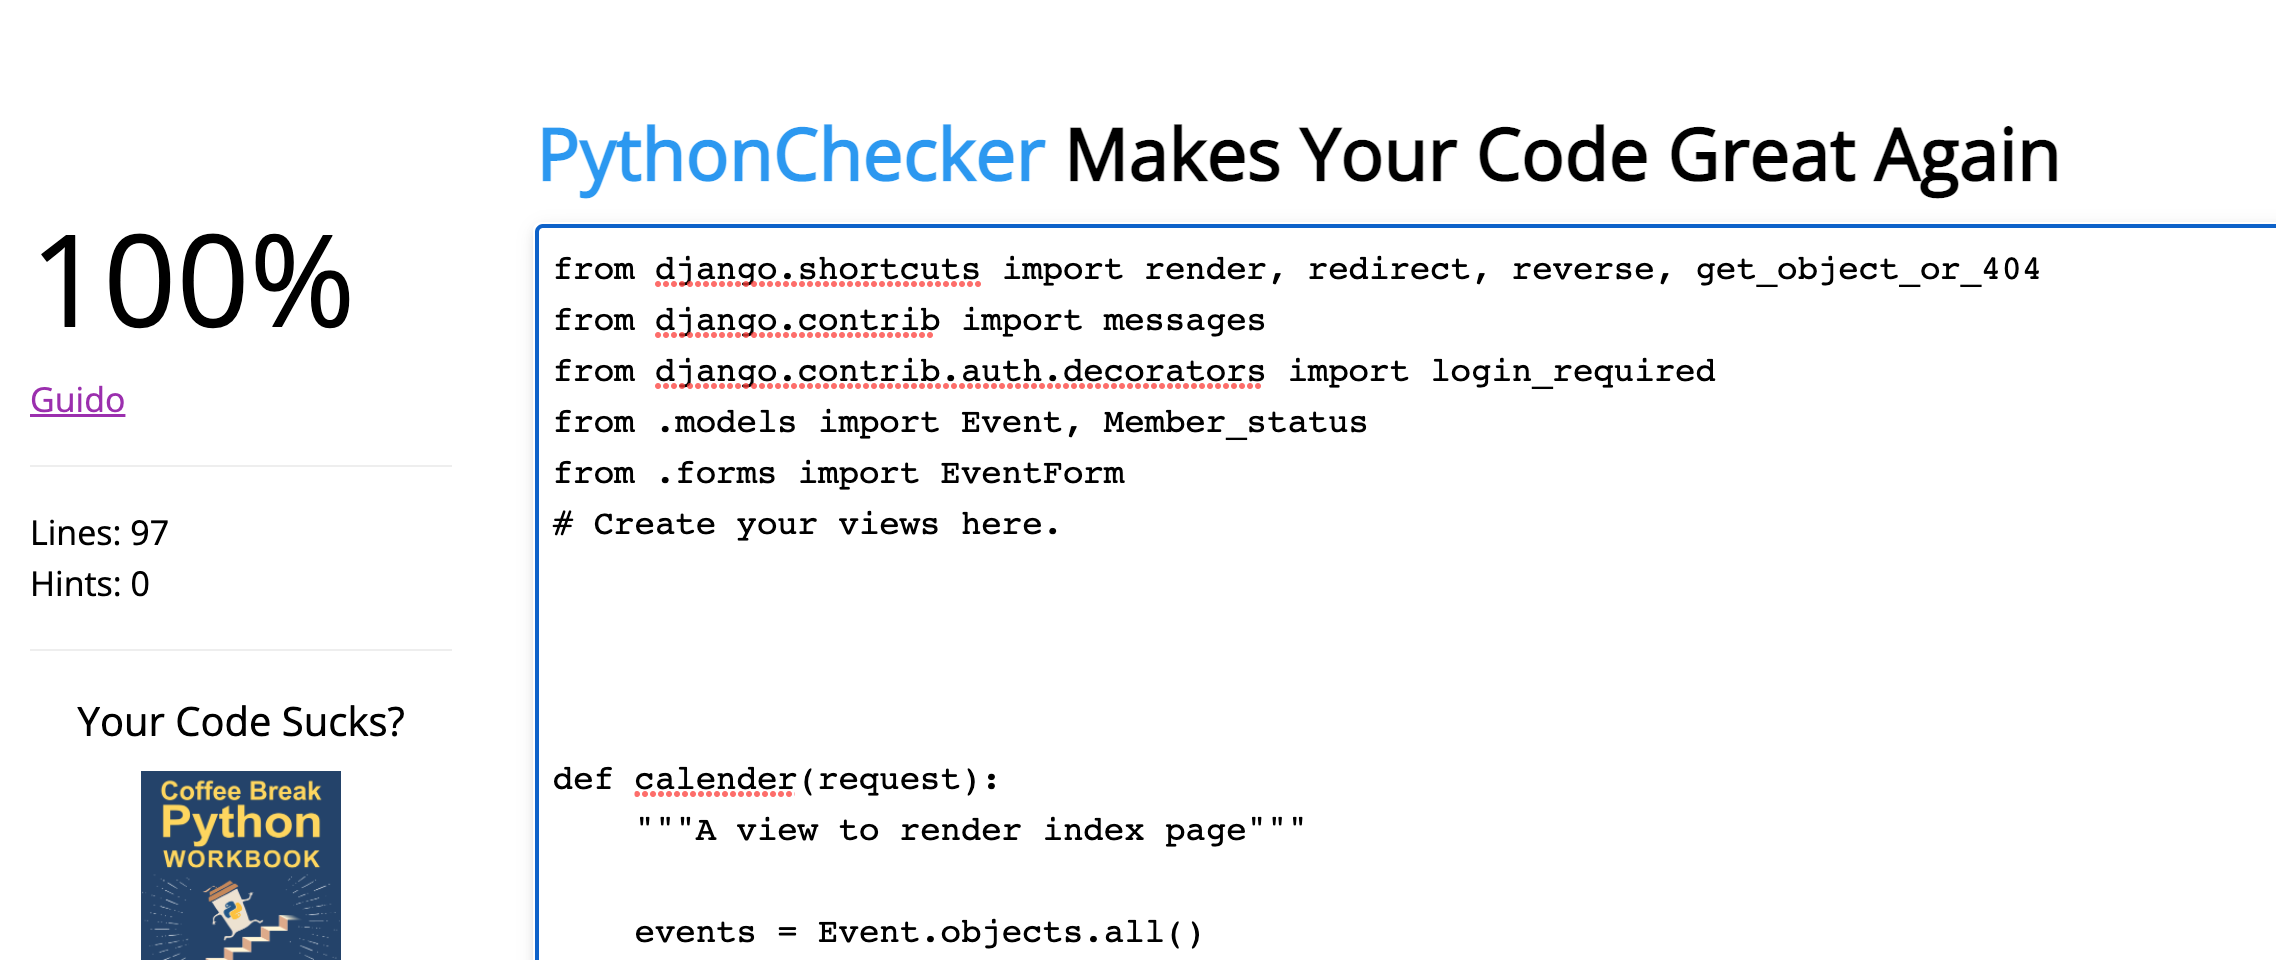 PythonChecker Makes Your Code Great Again
100%
Guido
Lines: 97
Hints: 0
Your Code Sucks?
Coffee Break
Python
WORKBOOK
from django.shortcuts import render, redirect, reverse, get_object_or_404
from django.contrib import messages
from django.contrib.auth.decorators import login_required
from .models import Event, Member_status
from .forms import EventForm
# Create your views here.
def calender(request):
    """A view to render index page"""
    events = Event.objects.all()